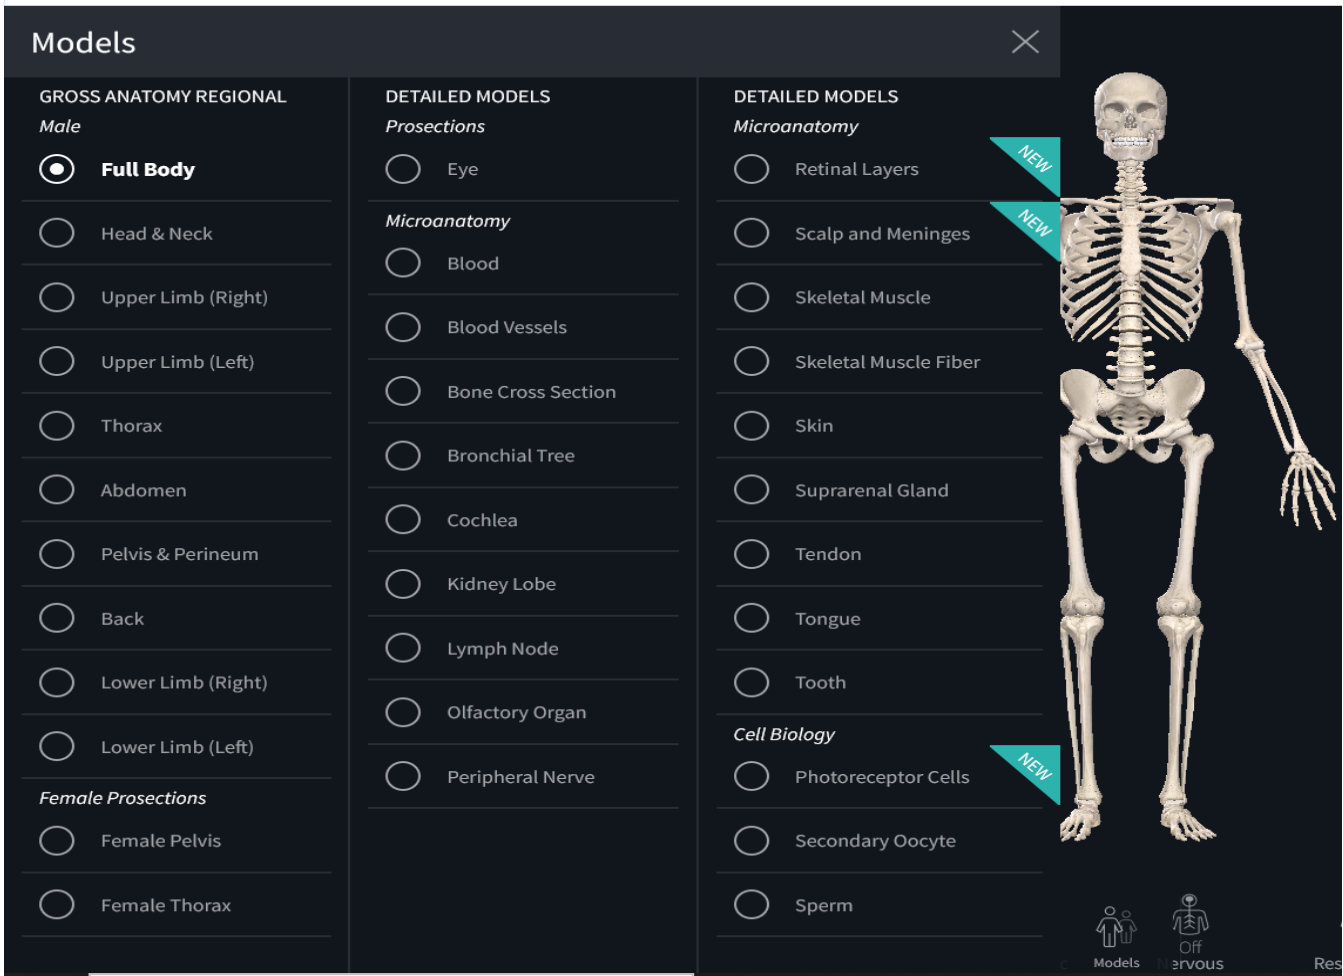 Models
GROSS ANATOMY REGIONAL
Male
Full Body
Head & Neck
Upper Limb (Right)
Upper Limb (Left)
Thorax
Abdomen
Pelvis & Perineum
Back
Lower Limb (Right)
Lower Limb (Left)
Female Prosections
Female Pelvis
Female Thorax
DETAILED MODELS
Prosections
Eye
Microanatomy
Blood
Blood Vessels
Bone Cross Section
Bronchial Tree
Cochlea
Kidney Lobe
Lymph Node
Olfactory Organ
Peripheral Nerve
DETAILED MODELS
Microanatomy
Retinal Layers
NEW
Scalp and Meninges
NEW
Skeletal Muscle
Skeletal Muscle Fiber
Skin
Suprarenal Gland
Tendon
Tongue
Tooth
Cell Biology
Photoreceptor Cells
NEW
Secondary Oocyte
Sperm
Models
Off
Nervous
Res